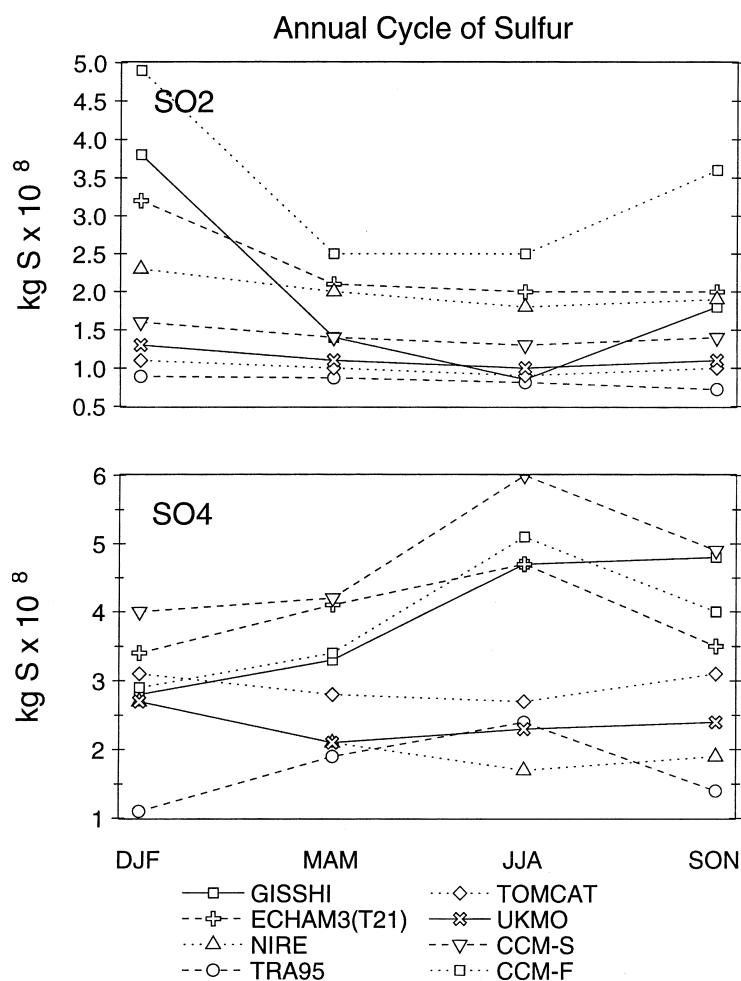 Annual Cycle of Sulfur
5.0
4.5
4.0
3.5
3.0
2.5
2.0
1.5
1.0
0.5
kg S x 10 8
SO2
6
5
4
3
2
1
kg S x 10 8
SO4
DJF MAM JJA SON
GISSHI TOMCAT
ECHAM3(T21) UKMO
NIRE CCM-S
TRA95 CCM-F